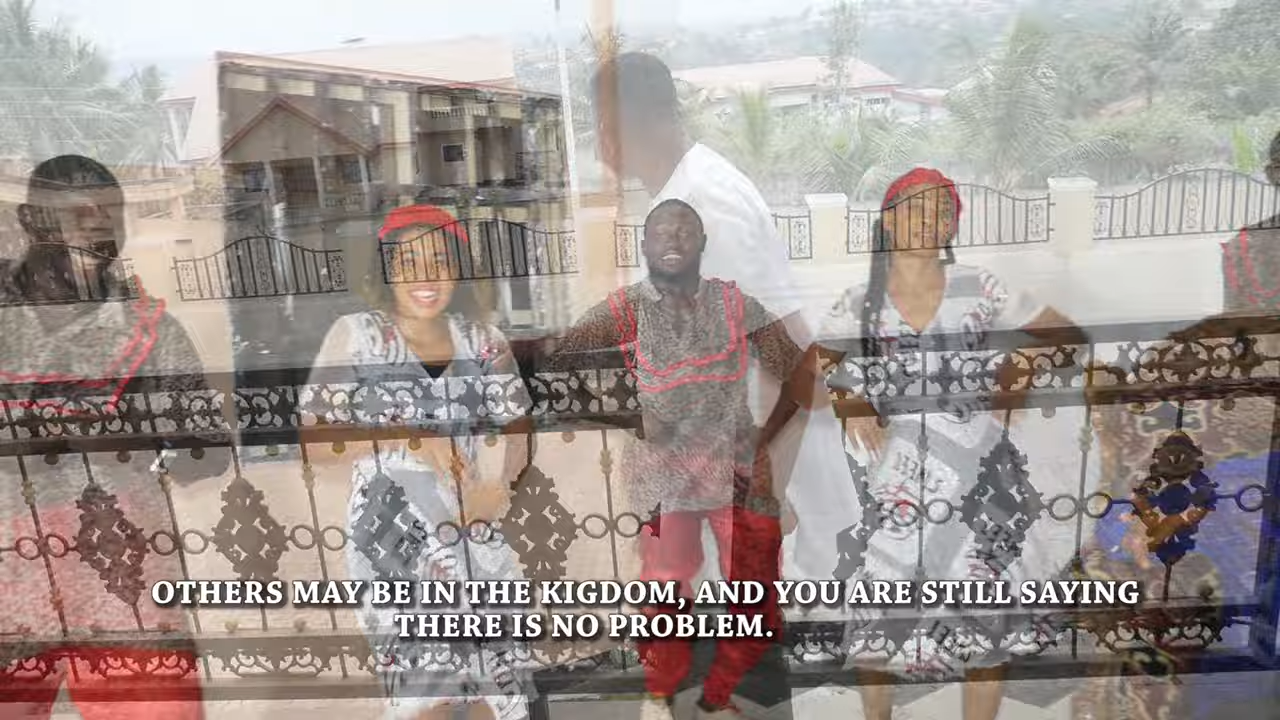 OTHERS MAY BE IN THE KIGDOM, AND YOU ARE STILL SAYING
THERE IS NO PROBLEM.